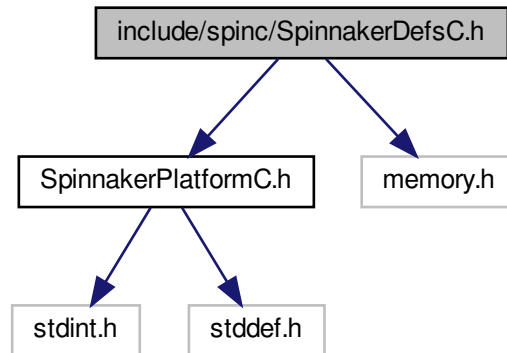 include/spinc/SpinnakerDefsC.h
SpinnakerPlatformC.h
memory.h
stdint.h
stddef.h